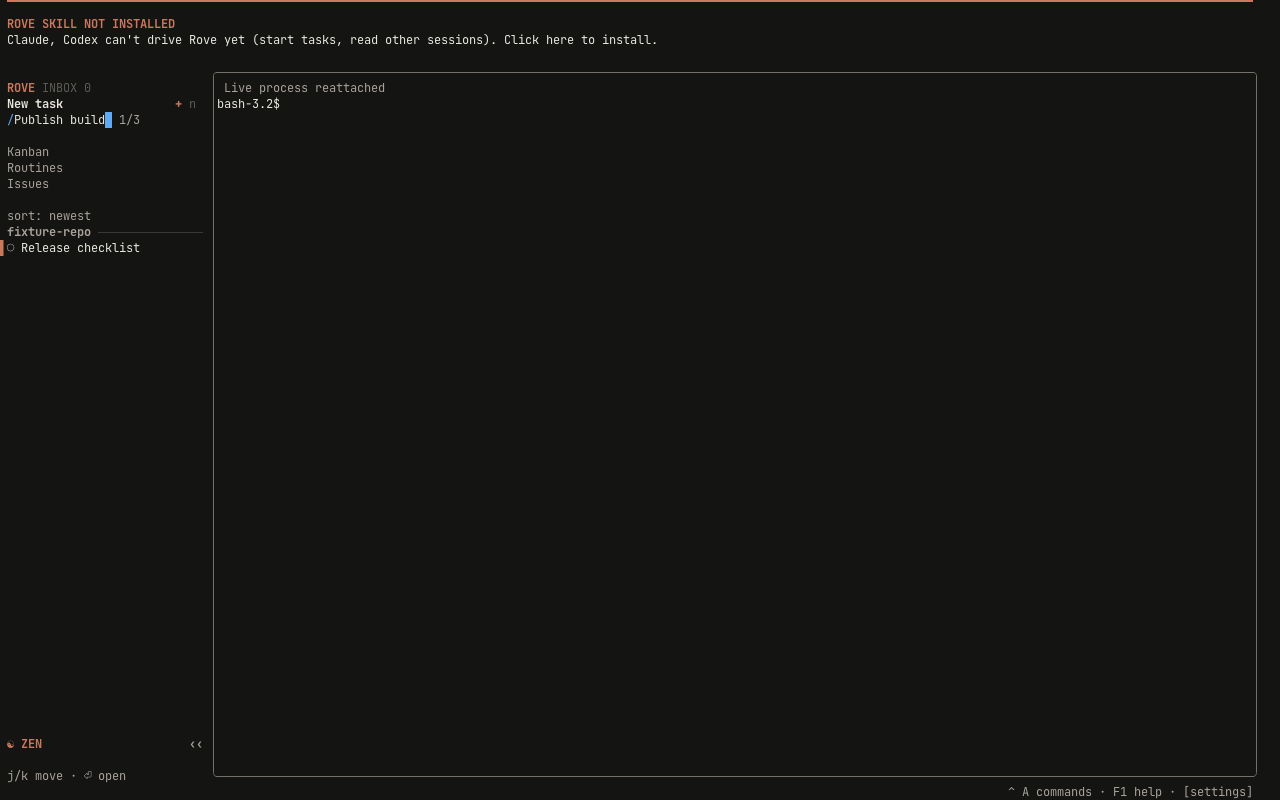 ROVE SKILL NOT INSTALLED
Claude, Codex can't drive Rove yet (start tasks, read other sessions). Click here to install.
ROVE INBOX 0
New task + n
/Publish build 1/3
Kanban
Routines
Issues
sort: newest
fixture-repo
○ Release checklist
☯ ZEN ‹‹
j/k move · ⏎ open
Live process reattached
bash-3.2$
^ A commands · F1 help · [settings]